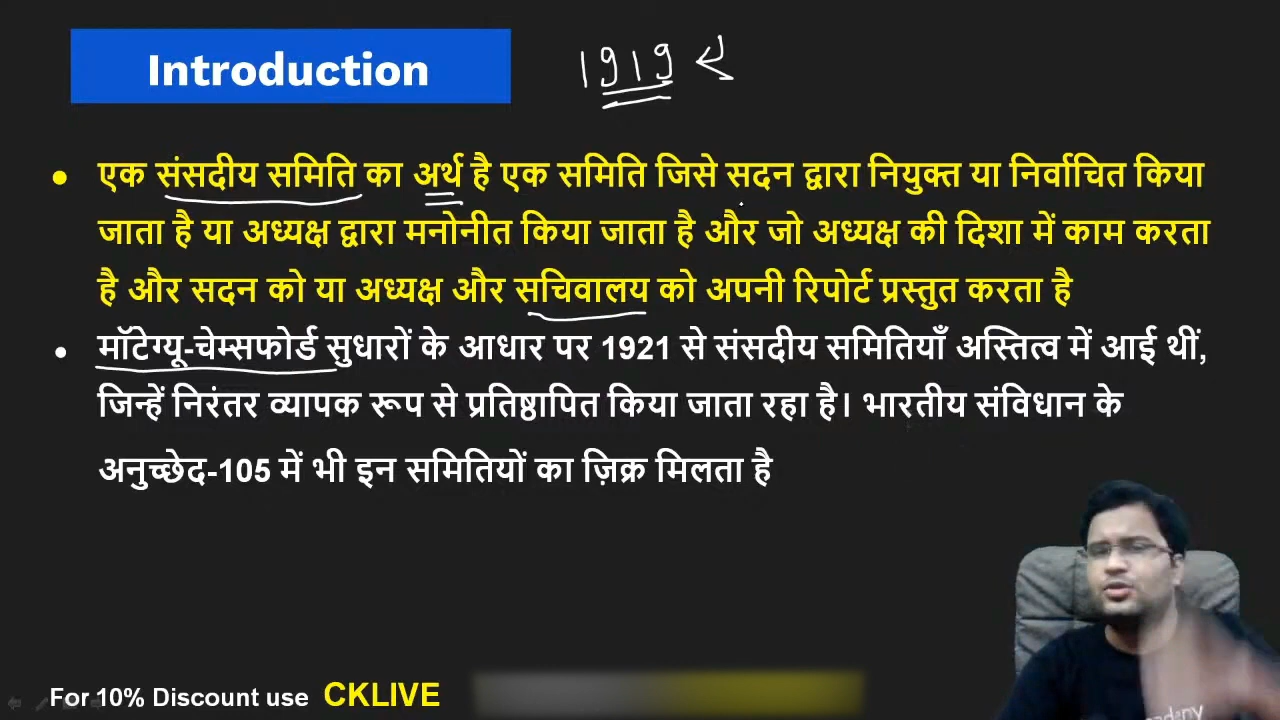 Introduction
1919
एक संसदीय समिति का अर्थ है एक समिति जिसे सदन द्वारा नियुक्त या निर्वाचित किया
जाता है या अध्यक्ष द्वारा मनोनीत किया जाता है और जो अध्यक्ष की दिशा में काम करता
है और सदन को या अध्यक्ष और सचिवालय को अपनी रिपोर्ट प्रस्तुत करता है
मॉटेग्यू-चेम्सफोर्ड सुधारों के आधार पर 1921 से संसदीय समितियाँ अस्तित्व में आई थीं,
जिन्हें निरंतर व्यापक रूप से प्रतिष्ठापित किया जाता रहा है। भारतीय संविधान के
अनुच्छेद-105 में भी इन समितियों का ज़िक्र मिलता है
For 10% Discount use CKLIVE